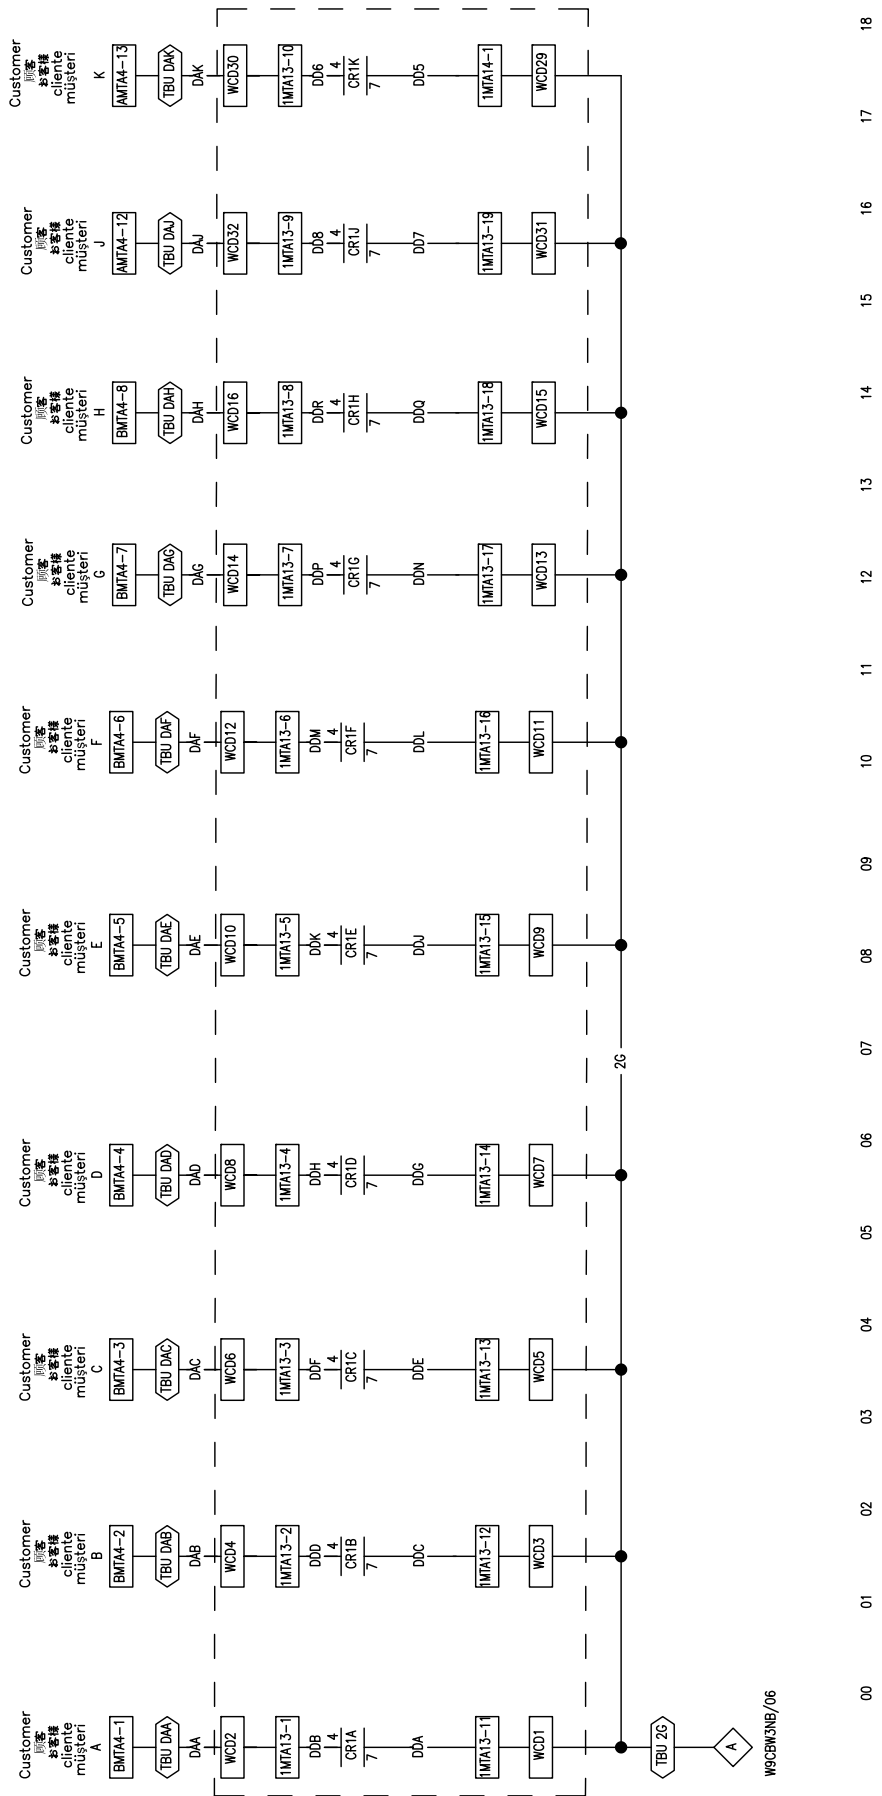 Customer
顾客
お客様
cliente
müşteri
K
AMTA4-13
TBU DAK
DAK
WCD30
1MTA13-10
DD6
4
CR1K
7
DD5
1MTA14-1
WCD29
Customer
顾客
お客様
cliente
müşteri
J
AMTA4-12
TBU DAJ
DAJ
WCD32
1MTA13-9
DD8
4
CR1J
7
DD7
1MTA13-19
WCD31
Customer
顾客
お客様
cliente
müşteri
H
BMTA4-8
TBU DAH
DAH
WCD16
1MTA13-8
DDR
4
CR1H
7
DDQ
1MTA13-18
WCD15
Customer
顾客
お客様
cliente
müşteri
G
BMTA4-7
TBU DAG
DAG
WCD14
1MTA13-7
DDP
4
CR1G
7
DDN
1MTA13-17
WCD13
Customer
顾客
お客様
cliente
müşteri
F
BMTA4-6
TBU DAF
DAF
WCD12
1MTA13-6
DDM
4
CR1F
7
DDL
1MTA13-16
WCD11
Customer
顾客
お客様
cliente
müşteri
E
BMTA4-5
TBU DAE
DAE
WCD10
1MTA13-5
DDK
4
CR1E
7
DDJ
1MTA13-15
WCD9
2G
Customer
顾客
お客様
cliente
müşteri
D
BMTA4-4
TBU DAD
DAD
WCD8
1MTA13-4
DDH
4
CR1D
7
DDG
1MTA13-14
WCD7
Customer
顾客
お客様
cliente
müşteri
C
BMTA4-3
TBU DAC
DAC
WCD6
1MTA13-3
DDF
4
CR1C
7
DDE
1MTA13-13
WCD5
Customer
顾客
お客様
cliente
müşteri
B
BMTA4-2
TBU DAB
DAB
WCD4
1MTA13-2
DDD
4
CR1B
7
DDC
1MTA13-12
WCD3
Customer
顾客
お客様
cliente
müşteri
A
BMTA4-1
TBU DAA
DAA
WCD2
1MTA13-1
DDB
4
CR1A
7
DDA
1MTA13-11
WCD1
TBU 2G
A
W9CBW3NB/06
18
17
16
15
14
13
12
11
10
09
08
07
06
05
04
03
02
01
00